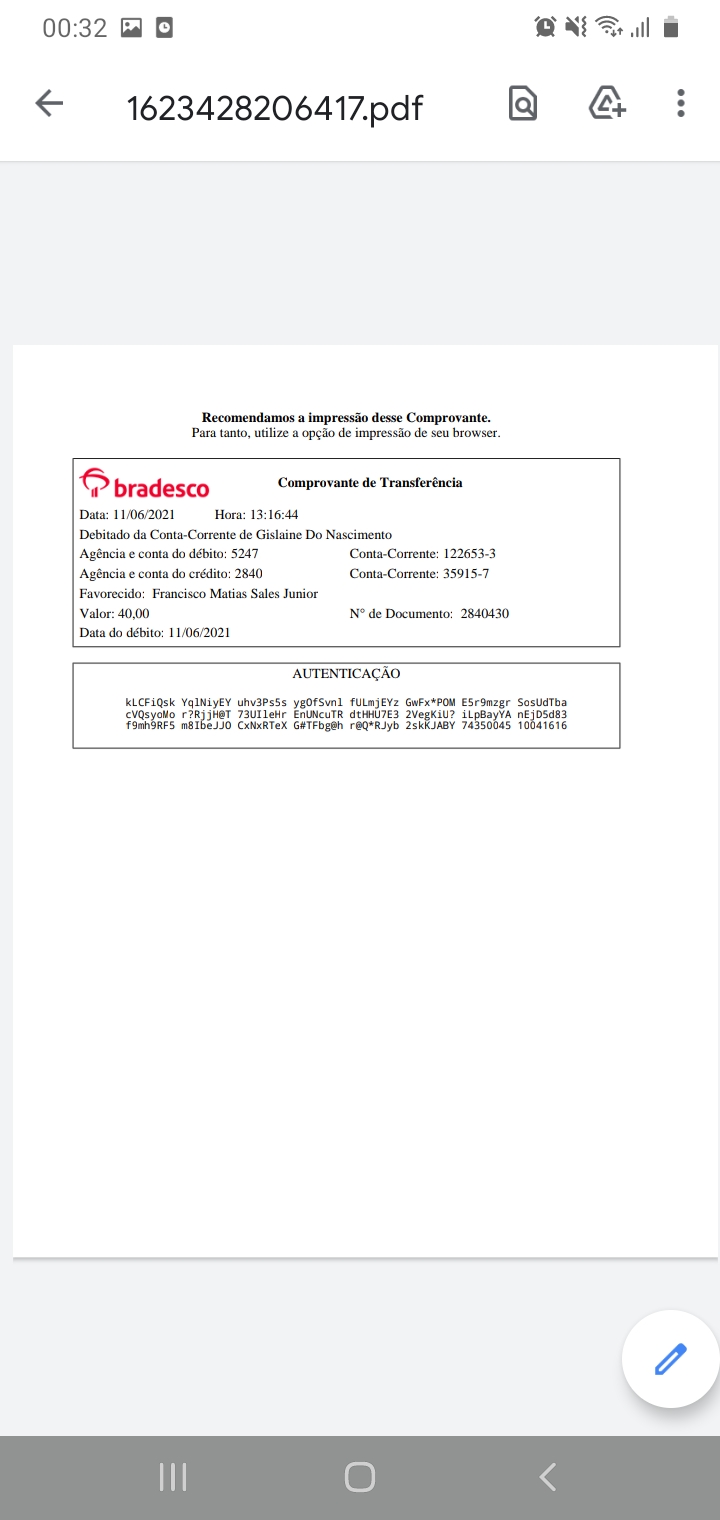 00:32
1623428206417.pdf
Recomendamos a impressão desse Comprovante.
Para tanto, utilize a opção de impressão de seu browser.
bradesco
Comprovante de Transferência
Data: 11/06/2021 Hora: 13:16:44
Debitado da Conta-Corrente de Gislaine Do Nascimento
Agência e conta do débito: 5247 Conta-Corrente: 122653-3
Agência e conta do crédito: 2840 Conta-Corrente: 35915-7
Favorecido: Francisco Matias Sales Junior
Valor: 40,00 N° de Documento: 2840430
Data do débito: 11/06/2021
AUTENTICAÇÃO
kLCFiQsk YqlNiyEY uhv3Ps5s ygOfSvnl fULmjEYz GwFx*POM E5r9mzgr SosUdTba
cVQsyoMo r?RjjH@T 73UIleHr EnUNcuTR dtHHU7E3 2VegKiU? iLpBayYA nEjD5d83
f9mh9RF5 m8IbeJJO CxNxRTeX G#TFbg@h r@Q*RJyb 2skKJABY 74350045 10041616